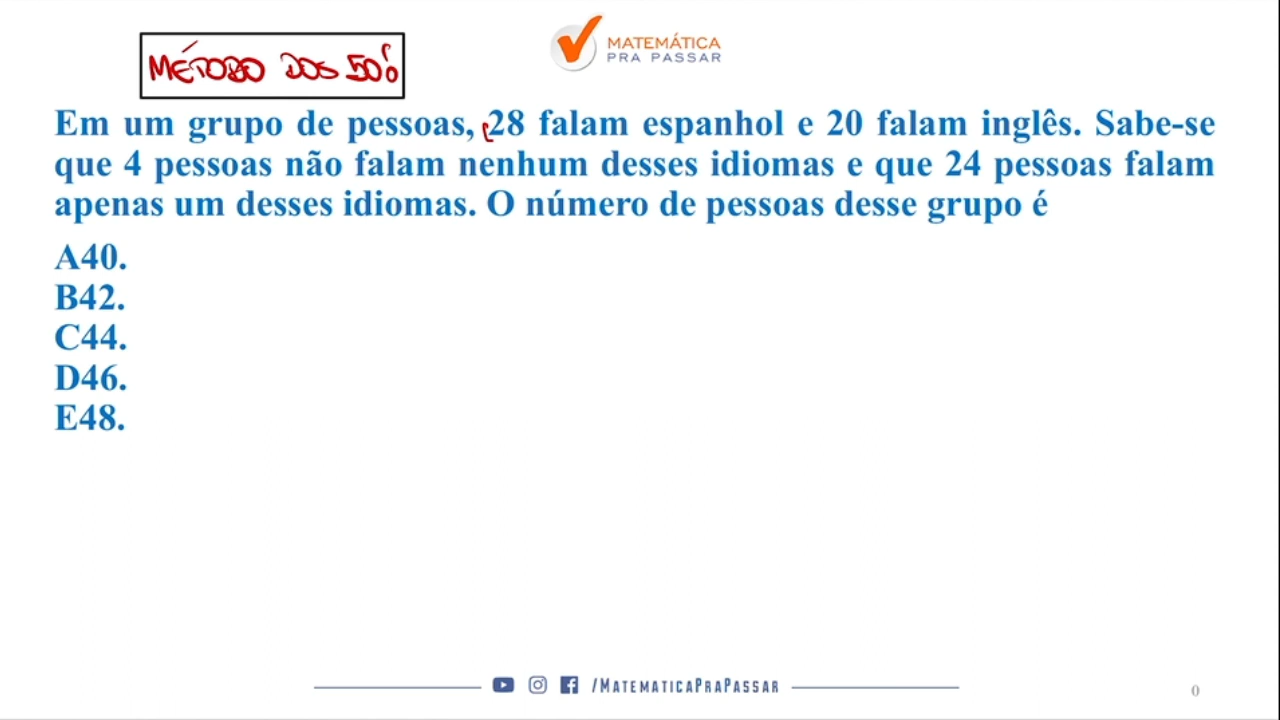 MÉTODO DOS 50%
MATEMÁTICA
PRA PASSAR
Em um grupo de pessoas, 28 falam espanhol e 20 falam inglês. Sabe-se
que 4 pessoas não falam nenhum desses idiomas e que 24 pessoas falam
apenas um desses idiomas. O número de pessoas desse grupo é
A40.
B42.
C44.
D46.
E48.
/MATEMATICAPRAPASSAR
0